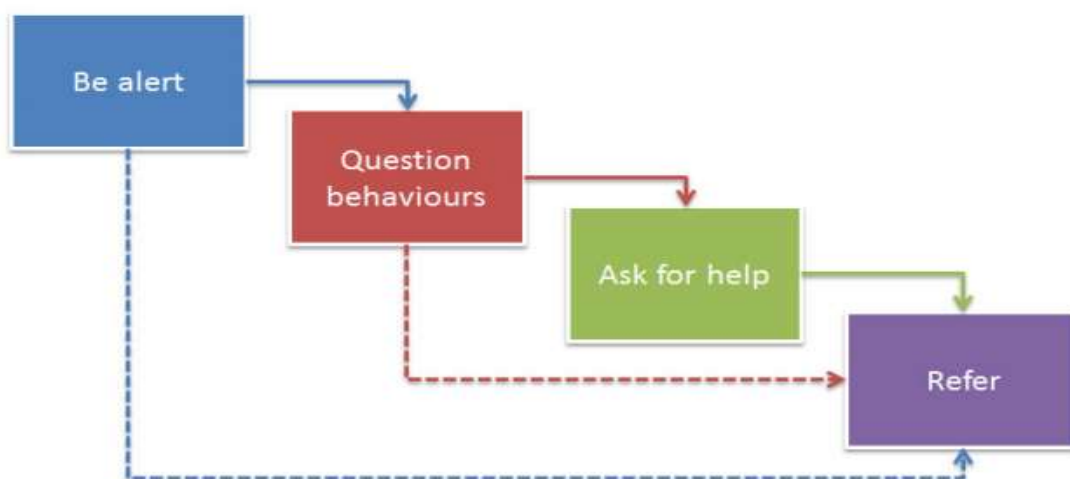 Be alert
Question
behaviours
Ask for help
Refer